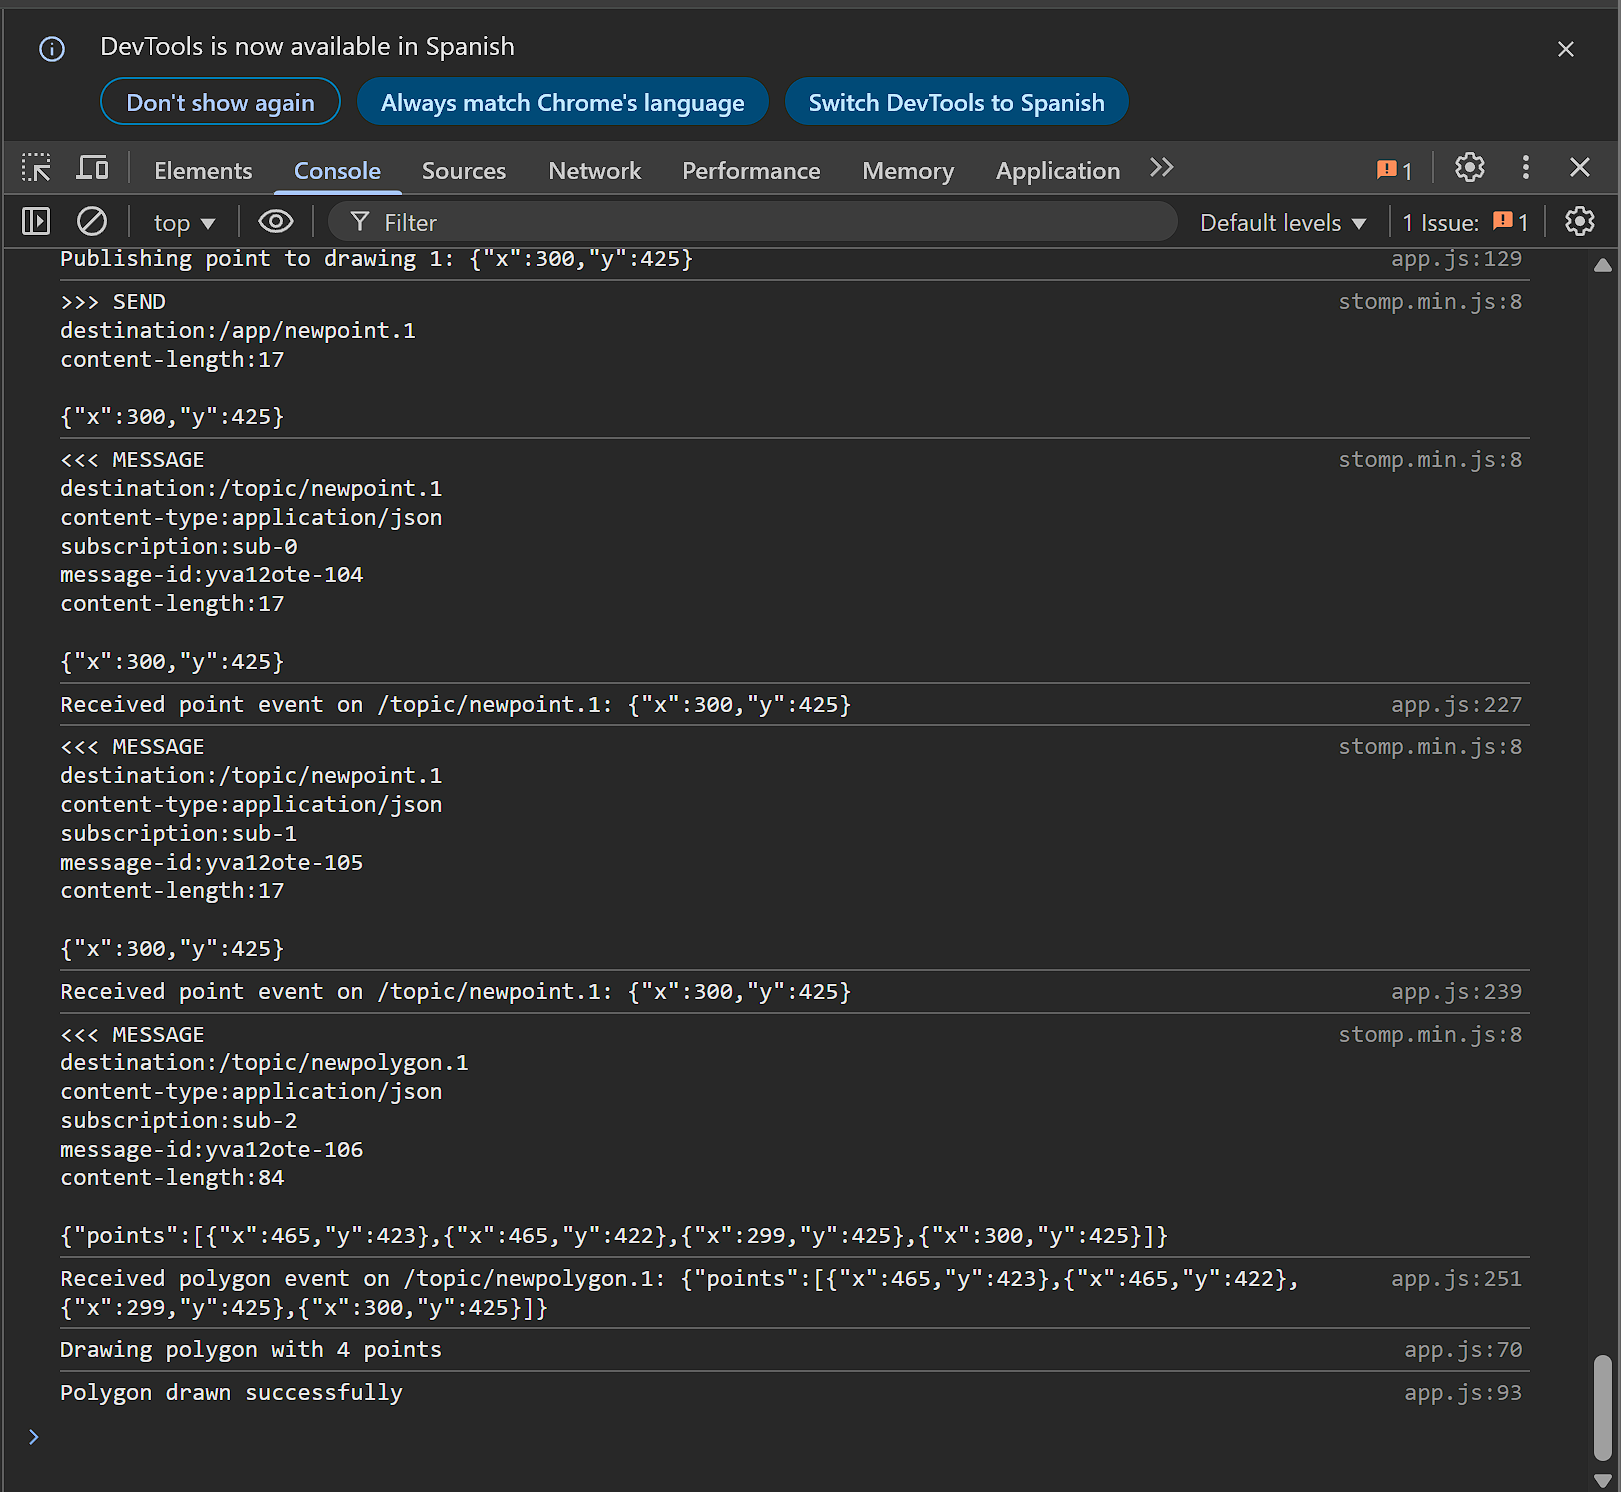 DevTools is now available in Spanish
Don't show again
Always match Chrome's language
Switch DevTools to Spanish
Elements
Console
Sources
Network
Performance
Memory
Application
1
top
Filter
Default levels
1 Issue:
1
Publishing point to drawing 1: {"x":300,"y":425} app.js:129
>>> SEND stomp.min.js:8
destination:/app/newpoint.1
content-length:17
{"x":300,"y":425}
<<< MESSAGE stomp.min.js:8
destination:/topic/newpoint.1
content-type:application/json
subscription:sub-0
message-id:yva12ote-104
content-length:17
{"x":300,"y":425}
Received point event on /topic/newpoint.1: {"x":300,"y":425} app.js:227
<<< MESSAGE stomp.min.js:8
destination:/topic/newpoint.1
content-type:application/json
subscription:sub-1
message-id:yva12ote-105
content-length:17
{"x":300,"y":425}
Received point event on /topic/newpoint.1: {"x":300,"y":425} app.js:239
<<< MESSAGE stomp.min.js:8
destination:/topic/newpolygon.1
content-type:application/json
subscription:sub-2
message-id:yva12ote-106
content-length:84
{"points":[{"x":465,"y":423},{"x":465,"y":422},{"x":299,"y":425},{"x":300,"y":425}]}
Received polygon event on /topic/newpolygon.1: {"points":[{"x":465,"y":423},{"x":465,"y":422}, app.js:251
{"x":299,"y":425},{"x":300,"y":425}]}
Drawing polygon with 4 points app.js:70
Polygon drawn successfully app.js:93